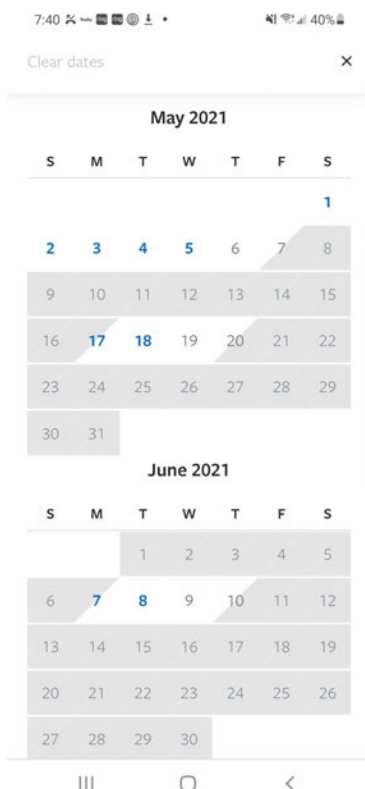 7:40 40%
Clear dates ×
May 2021
S M T W T F S
1
2 3 4 5 6 7 8
9 10 11 12 13 14 15
16 17 18 19 20 21 22
23 24 25 26 27 28 29
30 31
June 2021
S M T W T F S
1 2 3 4 5
6 7 8 9 10 11 12
13 14 15 16 17 18 19
20 21 22 23 24 25 26
27 28 29 30